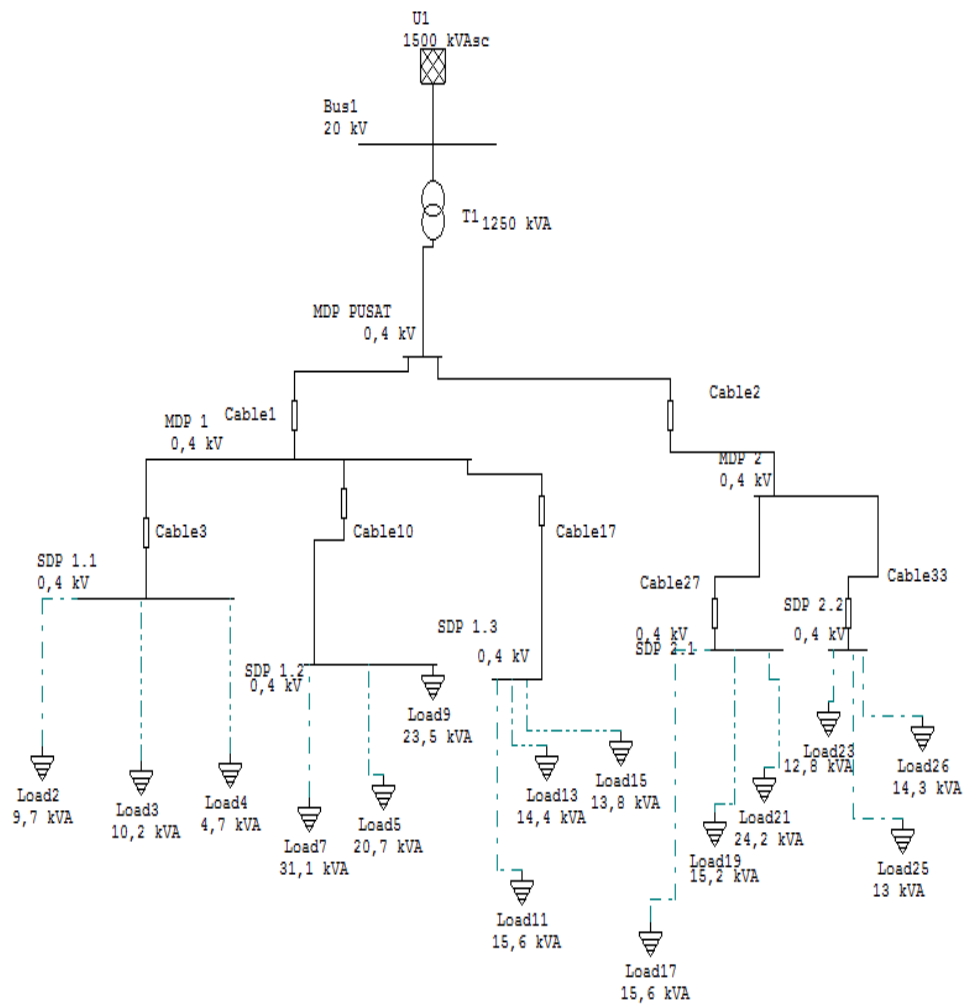 U1
1500 kVAsc
Bus1
20 kV
T1
1250 kVA
MDP PUSAT
0,4 kV
Cable1
Cable2
MDP 1
0,4 kV
MDP 2
0,4 kV
Cable3
Cable10
Cable17
SDP 1.1
0,4 kV
Cable27
Cable33
SDP 1.2
0,4 kV
SDP 1.3
0,4 kV
0,4 kV
SDP 2.1
SDP 2.2
0,4 kV
Load9
23,5 kVA
Load2
9,7 kVA
Load3
10,2 kVA
Load4
4,7 kVA
Load7
31,1 kVA
Load5
20,7 kVA
Load13
14,4 kVA
Load15
13,8 kVA
Load11
15,6 kVA
Load17
15,6 kVA
Load19
15,2 kVA
Load21
24,2 kVA
Load23
12,8 kVA
Load26
14,3 kVA
Load25
13 kVA